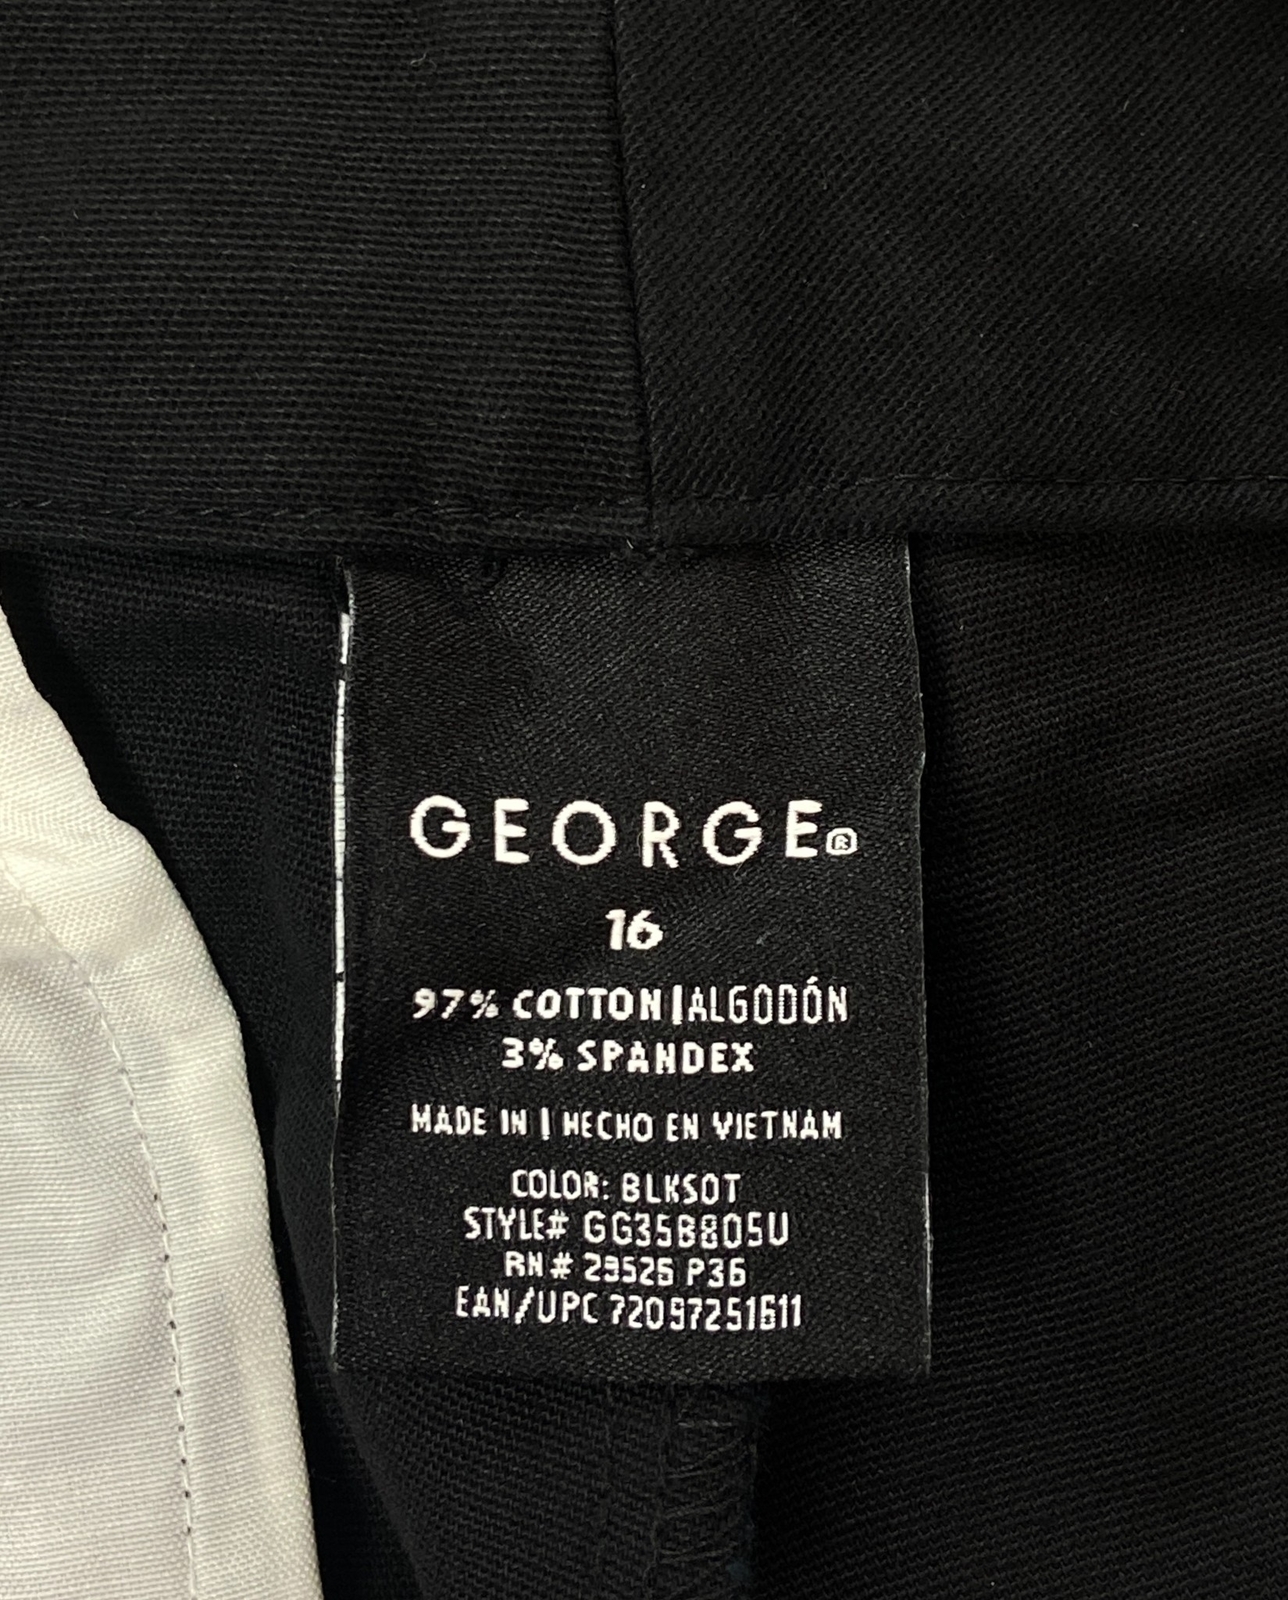 GEORGE®
16
97% COTTON|ALGODÓN
3% SPANDEX
MADE IN | HECHO EN VIETNAM
COLOR: BLKSOT
STYLE# GG35B805U
RN# 29526 P36
EAN/UPC 72097251611